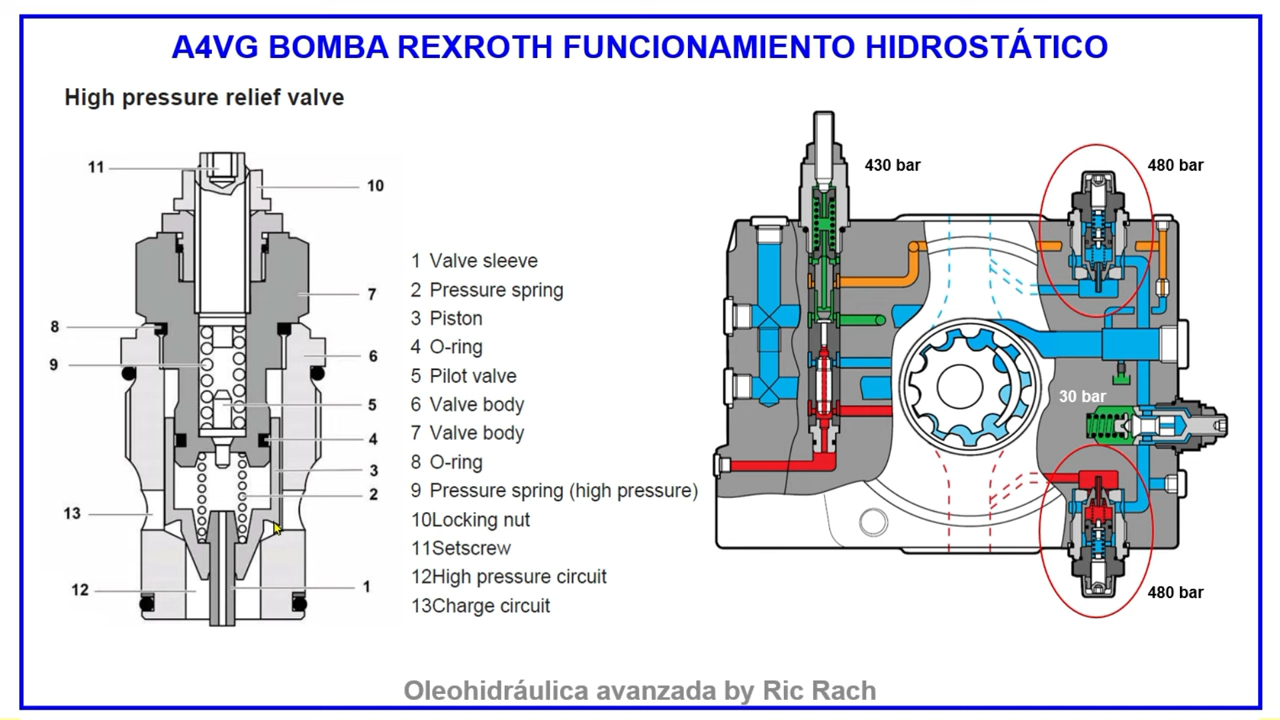 A4VG BOMBA REXROTH FUNCIONAMIENTO HIDROSTÁTICO
High pressure relief valve
11
10
7
8
9
6
5
4
3
2
13
12
1
1 Valve sleeve
2 Pressure spring
3 Piston
4 O-ring
5 Pilot valve
6 Valve body
7 Valve body
8 O-ring
9 Pressure spring (high pressure)
10Locking nut
11Setscrew
12High pressure circuit
13Charge circuit
430 bar
480 bar
30 bar
480 bar
Oleohidráulica avanzada by Ric Rach